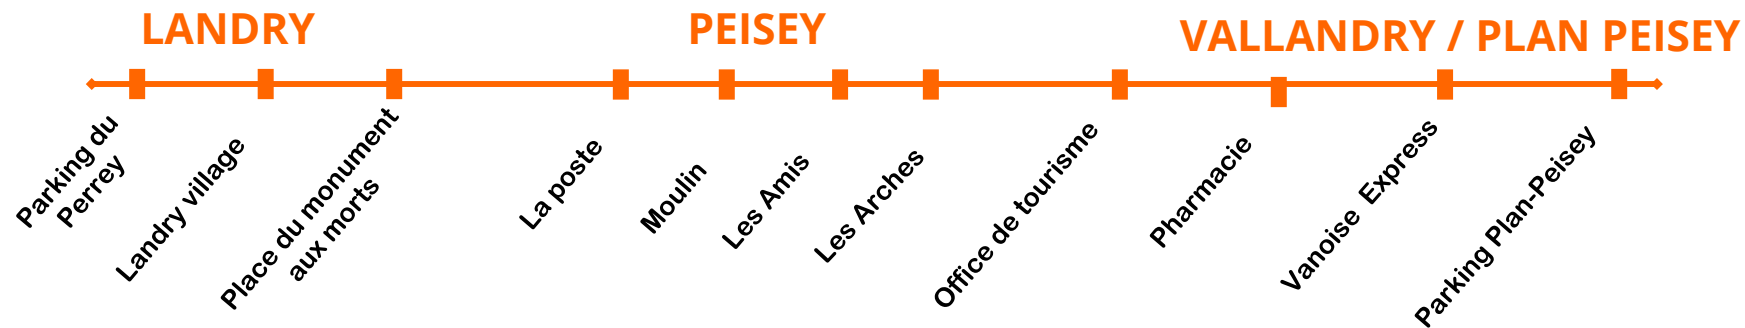 LANDRY
PEISEY
VALLANDRY / PLAN PEISEY
Parking du
Perrey
Landry village
Place du monument
aux morts
La poste
Moulin
Les Amis
Les Arches
Office de tourisme
Pharmacie
Vanoise Express
Parking Plan-Peisey